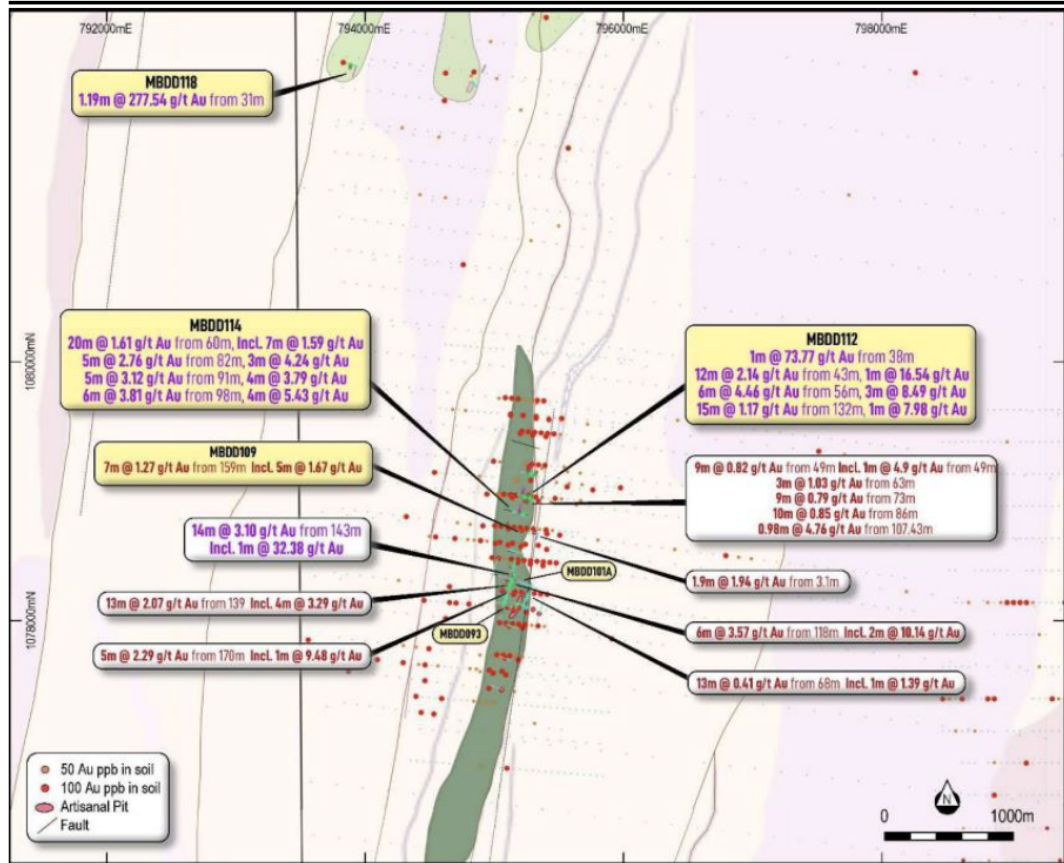 792000mE
794000mE
796000mE
798000mE
MBDD118
1.19m @ 277.54 g/t Au from 31m
1080000mN
MBDD114
20m @ 1.61 g/t Au from 60m, Incl. 7m @ 1.59 g/t Au
5m @ 2.76 g/t Au from 82m, 3m @ 4.24 g/t Au
5m @ 3.12 g/t Au from 91m, 4m @ 3.79 g/t Au
6m @ 3.81 g/t Au from 98m, 4m @ 5.43 g/t Au
MBDD112
1m @ 73.77 g/t Au from 38m
12m @ 2.14 g/t Au from 43m, 1m @ 16.54 g/t Au
6m @ 4.46 g/t Au from 56m, 3m @ 8.49 g/t Au
15m @ 1.17 g/t Au from 132m, 1m @ 7.98 g/t Au
MBDD109
7m @ 1.27 g/t Au from 159m Incl. 5m @ 1.67 g/t Au
9m @ 0.82 g/t Au from 49m Incl. 1m @ 4.9 g/t Au from 49m
3m @ 1.03 g/t Au from 63m
9m @ 0.79 g/t Au from 73m
10m @ 0.85 g/t Au from 86m
0.98m @ 4.76 g/t Au from 107.43m
14m @ 3.10 g/t Au from 143m
Incl. 1m @ 32.38 g/t Au
MBDD101A
1.9m @ 1.94 g/t Au from 3.1m
13m @ 2.07 g/t Au from 139 Incl. 4m @ 3.29 g/t Au
1078000mN
MBDD093
6m @ 3.57 g/t Au from 118m Incl. 2m @ 10.14 g/t Au
5m @ 2.29 g/t Au from 170m Incl. 1m @ 9.48 g/t Au
13m @ 0.41 g/t Au from 68m Incl. 1m @ 1.39 g/t Au
50 Au ppb in soil
100 Au ppb in soil
Artisanal Pit
Fault
N
0 1000m